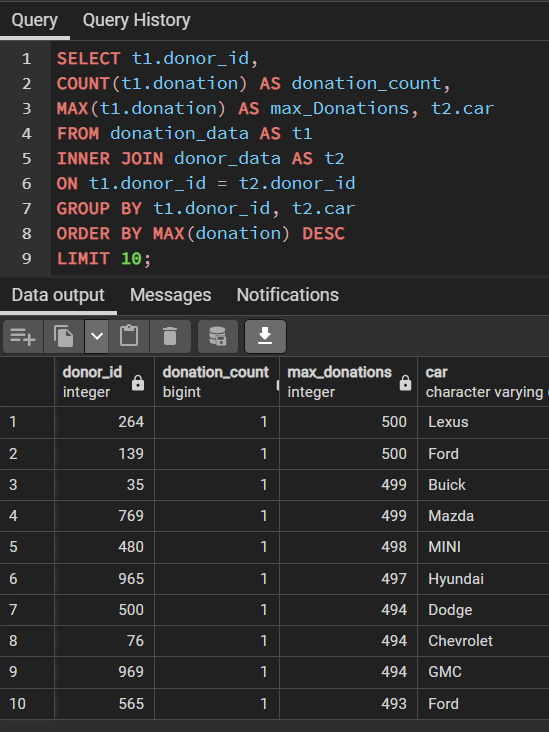 Query Query History
1 SELECT t1.donor_id,
2 COUNT(t1.donation) AS donation_count,
3 MAX(t1.donation) AS max_Donations, t2.car
4 FROM donation_data AS t1
5 INNER JOIN donor_data AS t2
6 ON t1.donor_id = t2.donor_id
7 GROUP BY t1.donor_id, t2.car
8 ORDER BY MAX(donation) DESC
9 LIMIT 10;
Data output Messages Notifications
donor_id donation_count max_donations car
integer bigint integer character varying
1 264 1 500 Lexus
2 139 1 500 Ford
3 35 1 499 Buick
4 769 1 499 Mazda
5 480 1 498 MINI
6 965 1 497 Hyundai
7 500 1 494 Dodge
8 76 1 494 Chevrolet
9 969 1 494 GMC
10 565 1 493 Ford